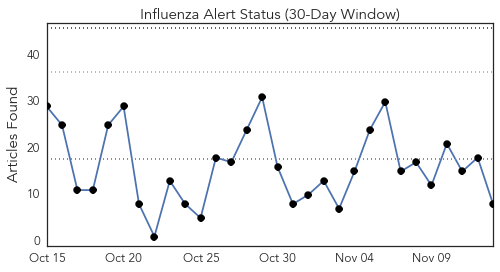 Influenza Alert Status (30-Day Window)
Articles Found
40
30
20
10
0
Oct 15 Oct 20 Oct 25 Oct 30 Nov 04 Nov 09